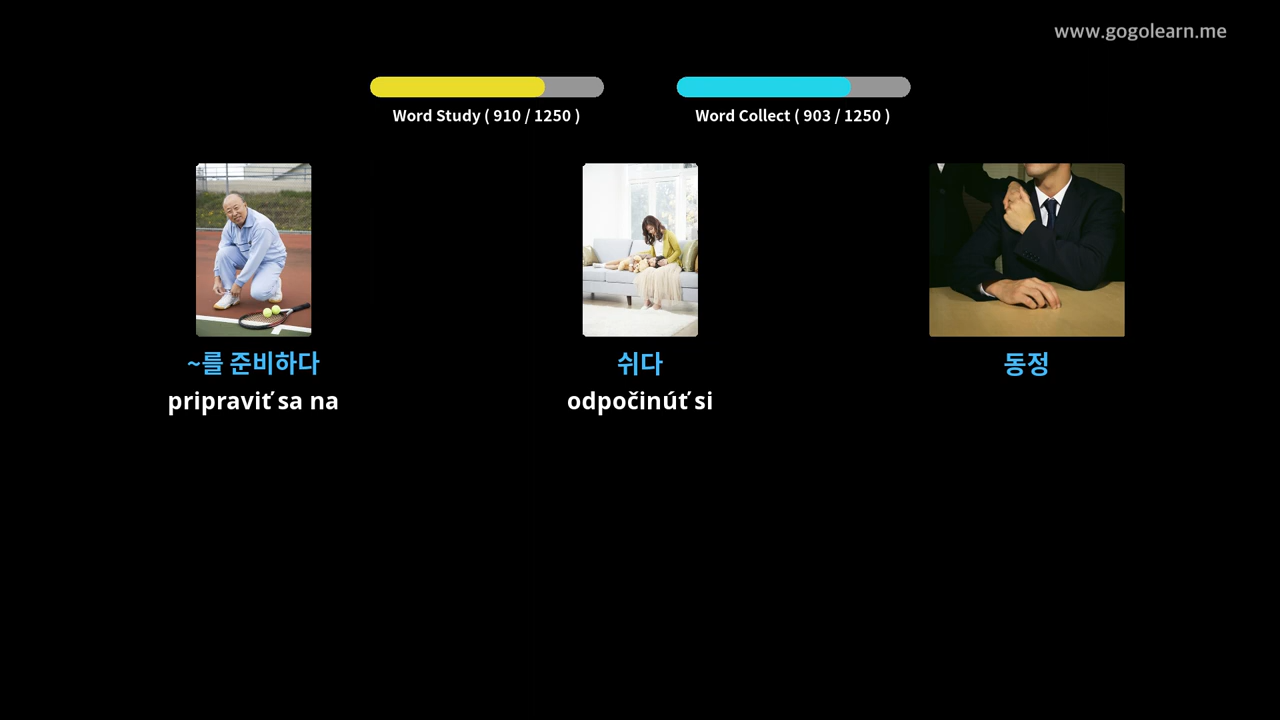 www.gogolearn.me
Word Study ( 910 / 1250 )
Word Collect ( 903 / 1250 )
~를 준비하다
pripraviť sa na
쉬다
odpočinúť si
동정